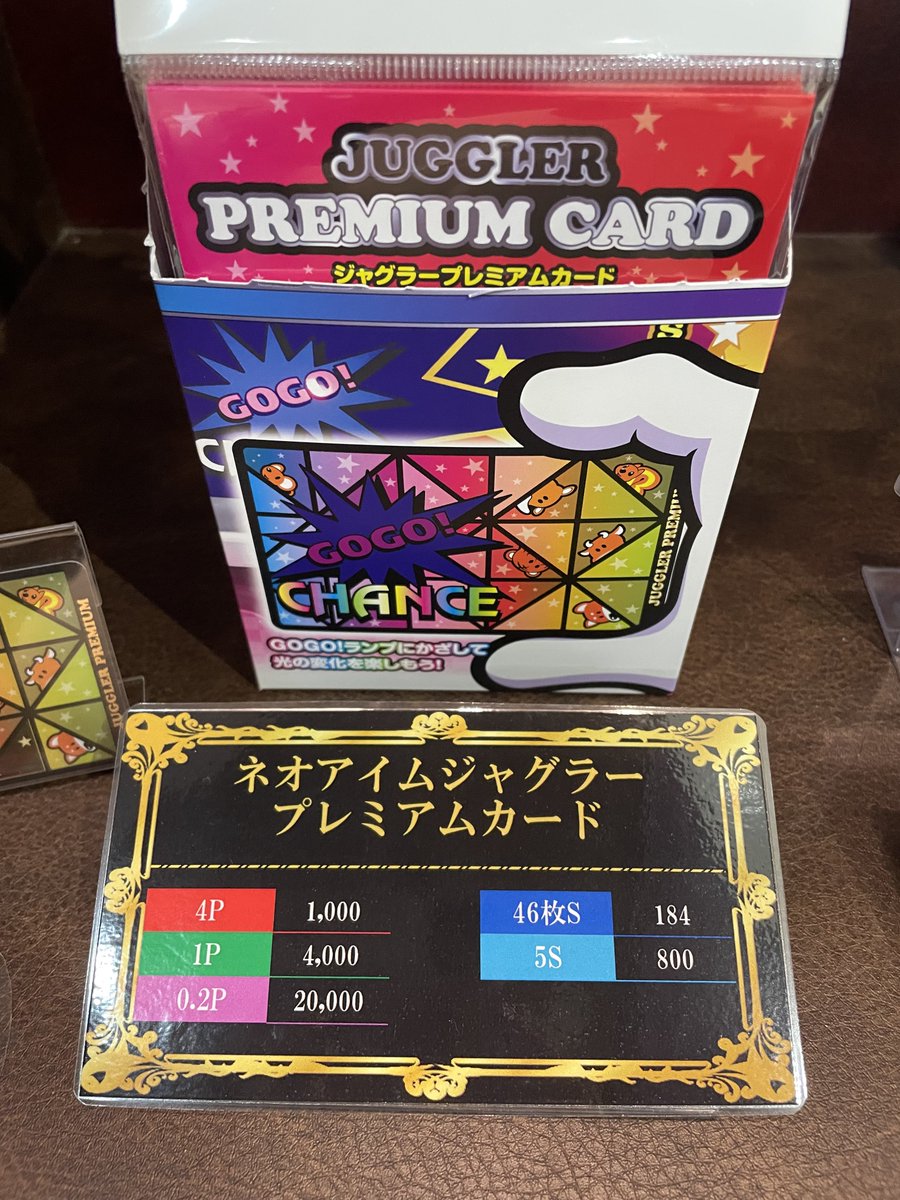 JUGGLER
PREMIUM CARD
ジャグラープレミアムカード
S
GOGO!
GOGO!
CHANCE
JUGGLER PREMIU
GOGO!ランプにかざして
光の変化を楽しもう!
JUGGLER PREMIUM
ネオアイムジャグラー
プレミアムカード
4P 1,000
1P 4,000
0.2P 20,000
46枚S 184
5S 800